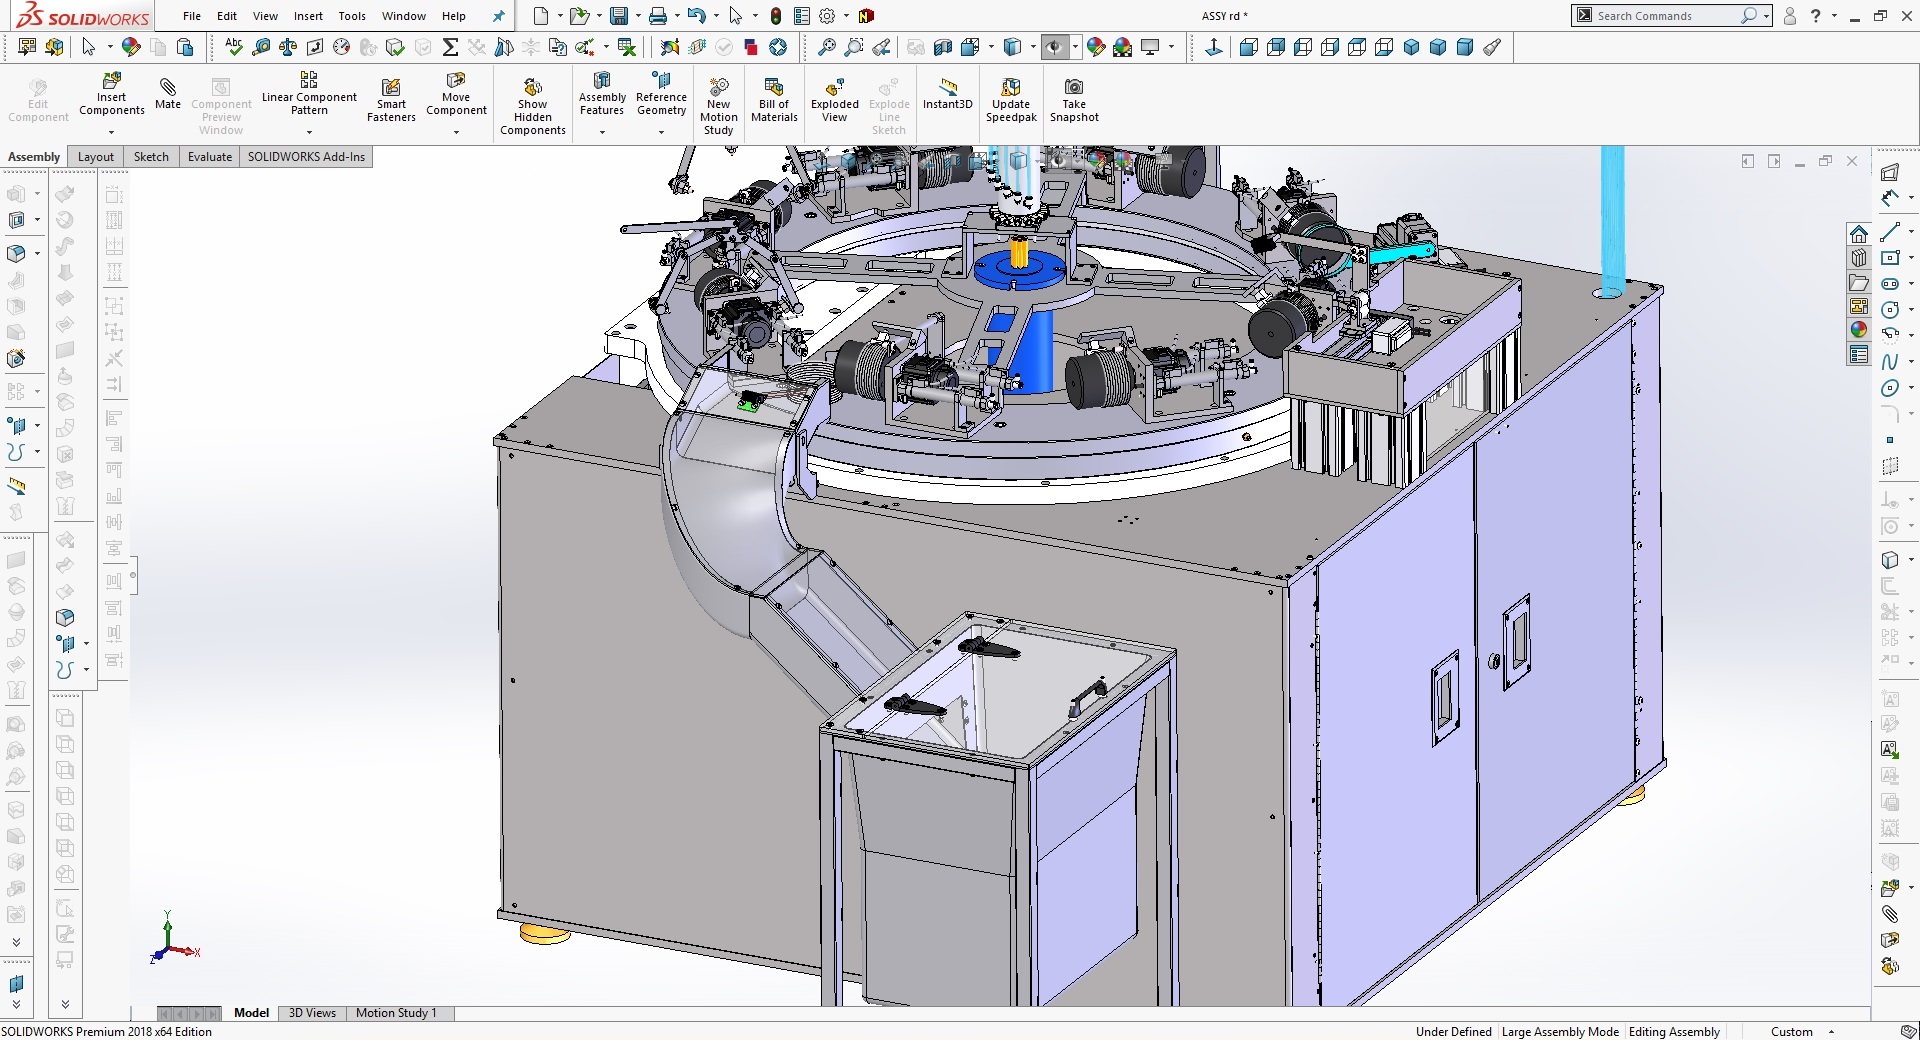 SOLIDWORKS
File Edit View Insert Tools Window Help
ASSY rd *
Search Commands
Edit Component
Insert Components
Mate
Component Preview Window
Linear Component Pattern
Smart Fasteners
Move Component
Show Hidden Components
Assembly Features
Reference Geometry
New Motion Study
Bill of Materials
Exploded View
Explode Line Sketch
Instant3D
Update Speedpak
Take Snapshot
Assembly Layout Sketch Evaluate SOLIDWORKS Add-Ins
Y
X
Z
Model 3D Views Motion Study 1
SOLIDWORKS Premium 2018 x64 Edition
Under Defined Large Assembly Mode Editing Assembly Custom